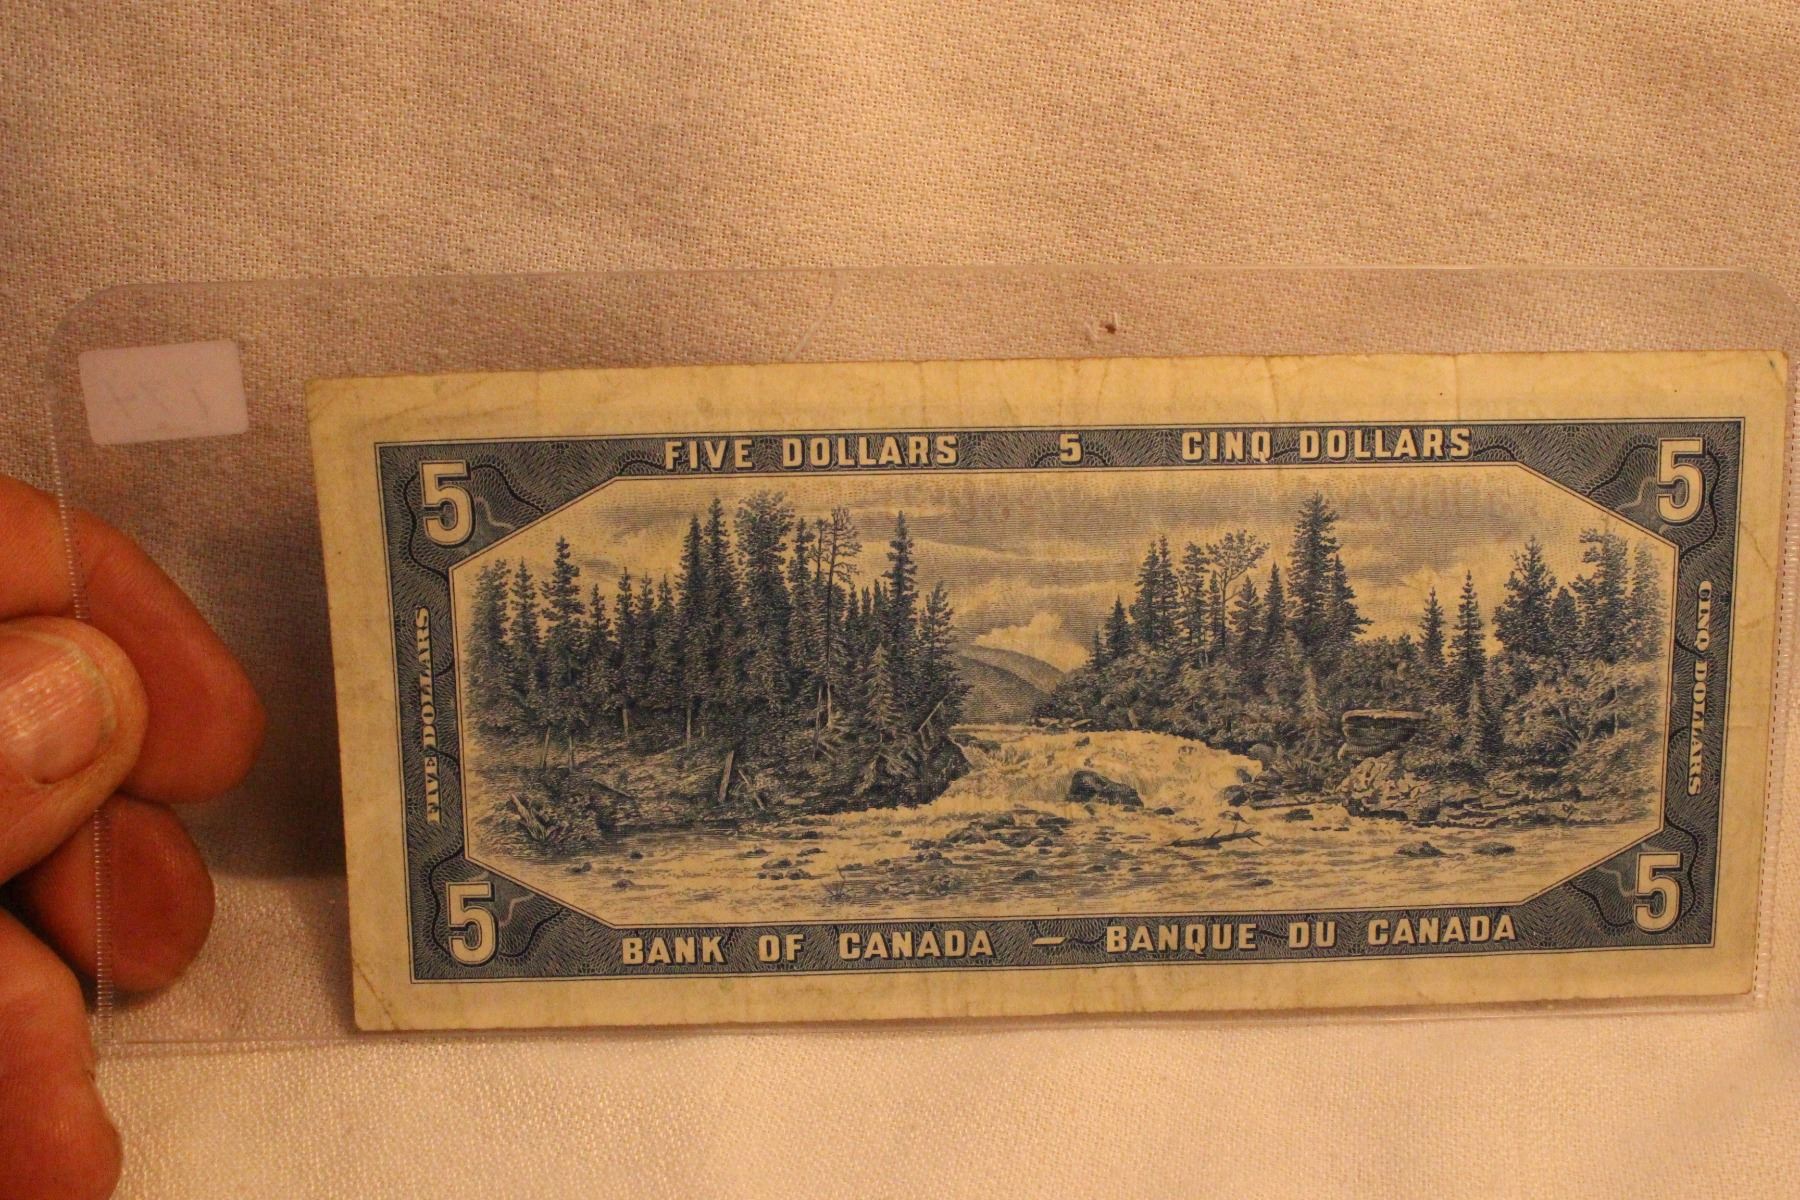 FIVE DOLLARS 5 CINQ DOLLARS
5 5
FIVE DOLLARS
CINQ DOLLARS
5 5
BANK OF CANADA — BANQUE DU CANADA